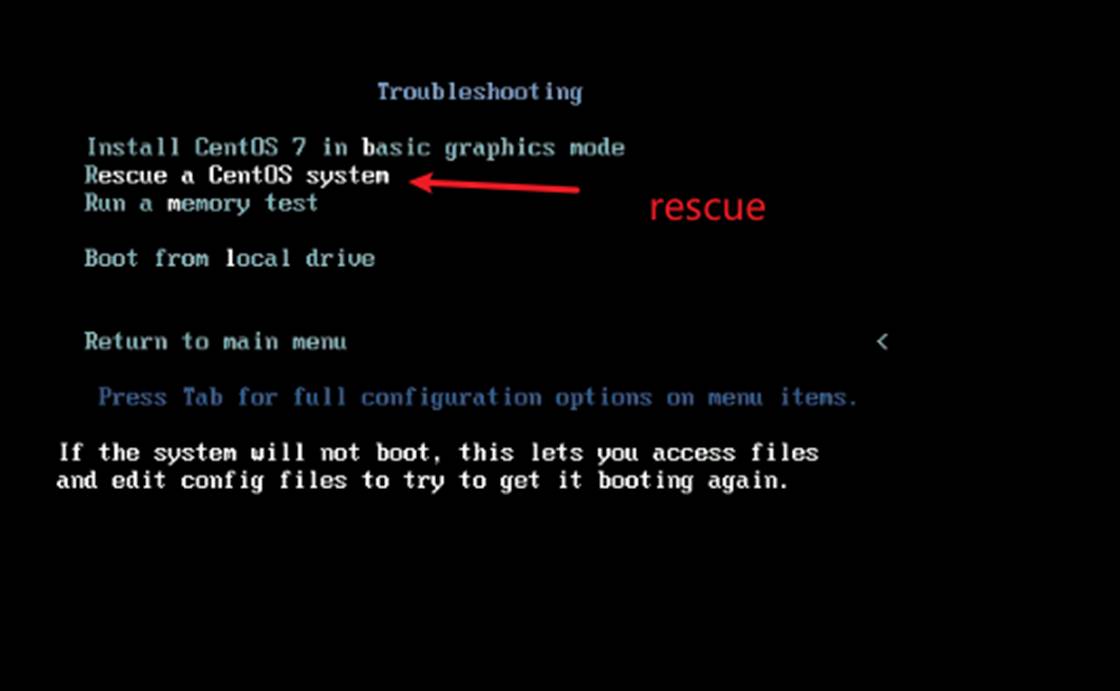 Troubleshooting
Install CentOS 7 in basic graphics mode
Rescue a CentOS system
rescue
Run a memory test
Boot from local drive
Return to main menu <
Press Tab for full configuration options on menu items.
If the system will not boot, this lets you access files
and edit config files to try to get it booting again.